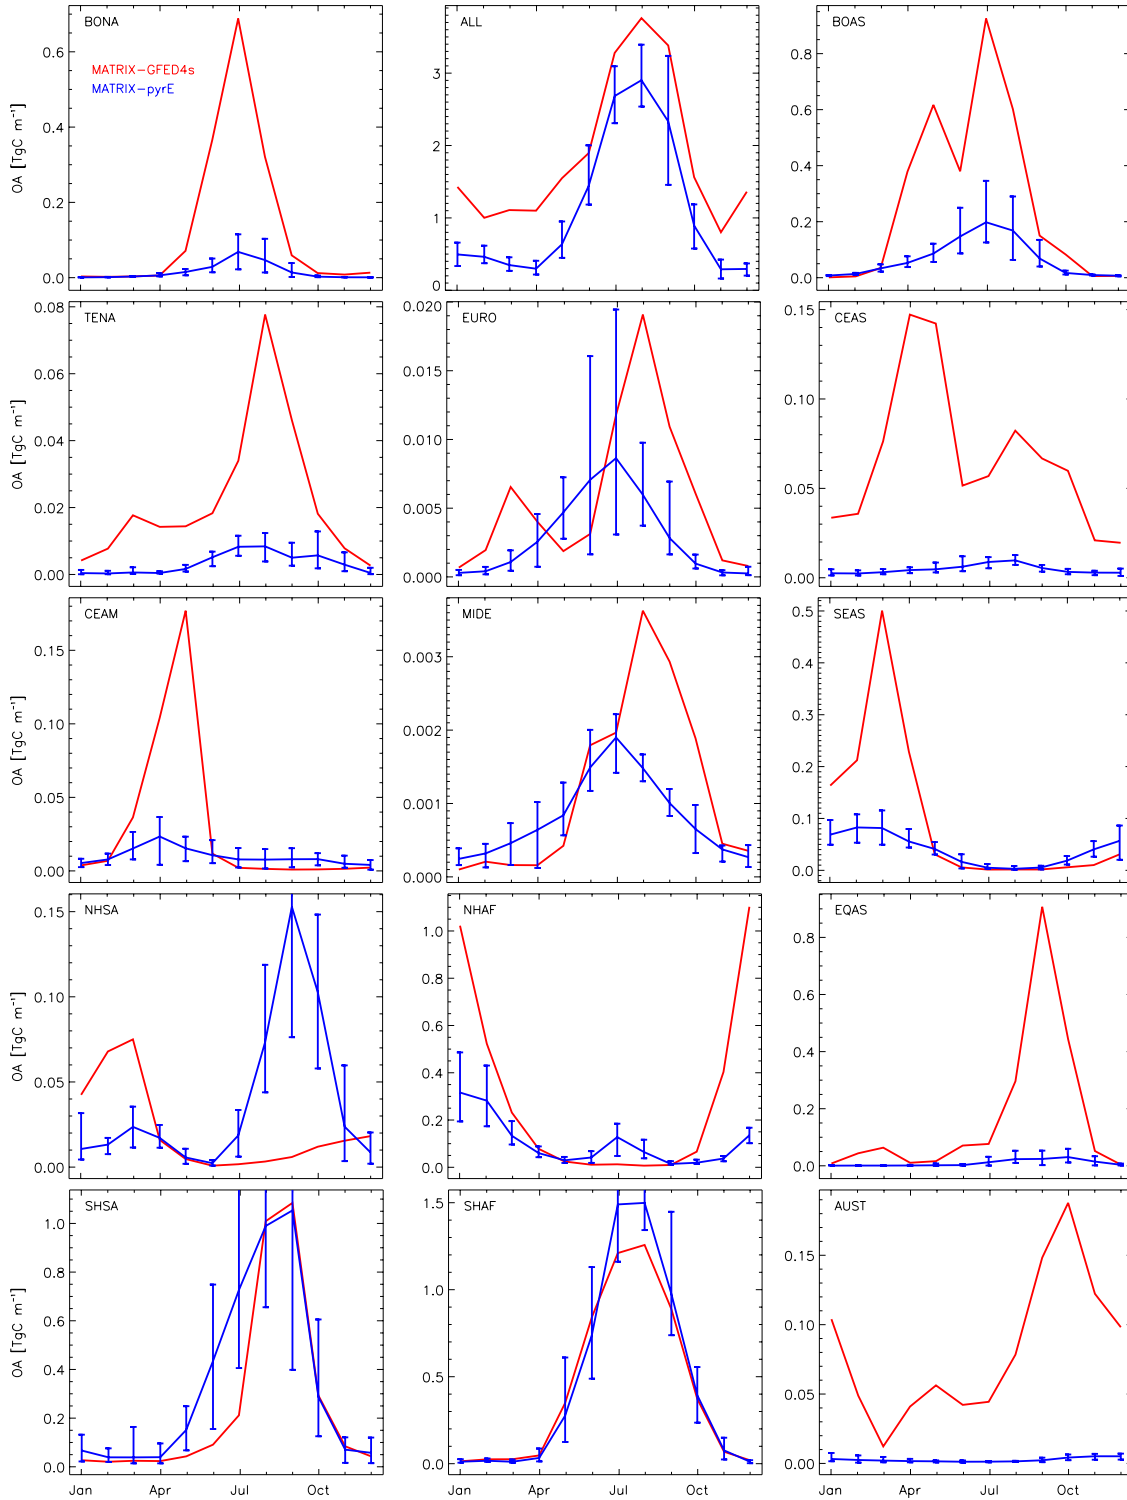 BONA
MATRIX-GFED4s
MATRIX-pyrE
OA [TgC m⁻¹]
0.6
0.4
0.2
0.0
ALL
3
2
1
0
BOAS
0.8
0.6
0.4
0.2
0.0
TENA
OA [TgC m⁻¹]
0.08
0.06
0.04
0.02
0.00
EURO
0.020
0.015
0.010
0.005
0.000
CEAS
0.15
0.10
0.05
0.00
CEAM
OA [TgC m⁻¹]
0.15
0.10
0.05
0.00
MIDE
0.003
0.002
0.001
0.000
SEAS
0.5
0.4
0.3
0.2
0.1
0.0
NHSA
OA [TgC m⁻¹]
0.15
0.10
0.05
0.00
NHAF
1.0
0.8
0.6
0.4
0.2
0.0
EQAS
0.8
0.6
0.4
0.2
0.0
SHSA
OA [TgC m⁻¹]
1.0
0.8
0.6
0.4
0.2
0.0
Jan Apr Jul Oct
SHAF
1.5
1.0
0.5
0.0
Jan Apr Jul Oct
AUST
0.15
0.10
0.05
0.00
Jan Apr Jul Oct